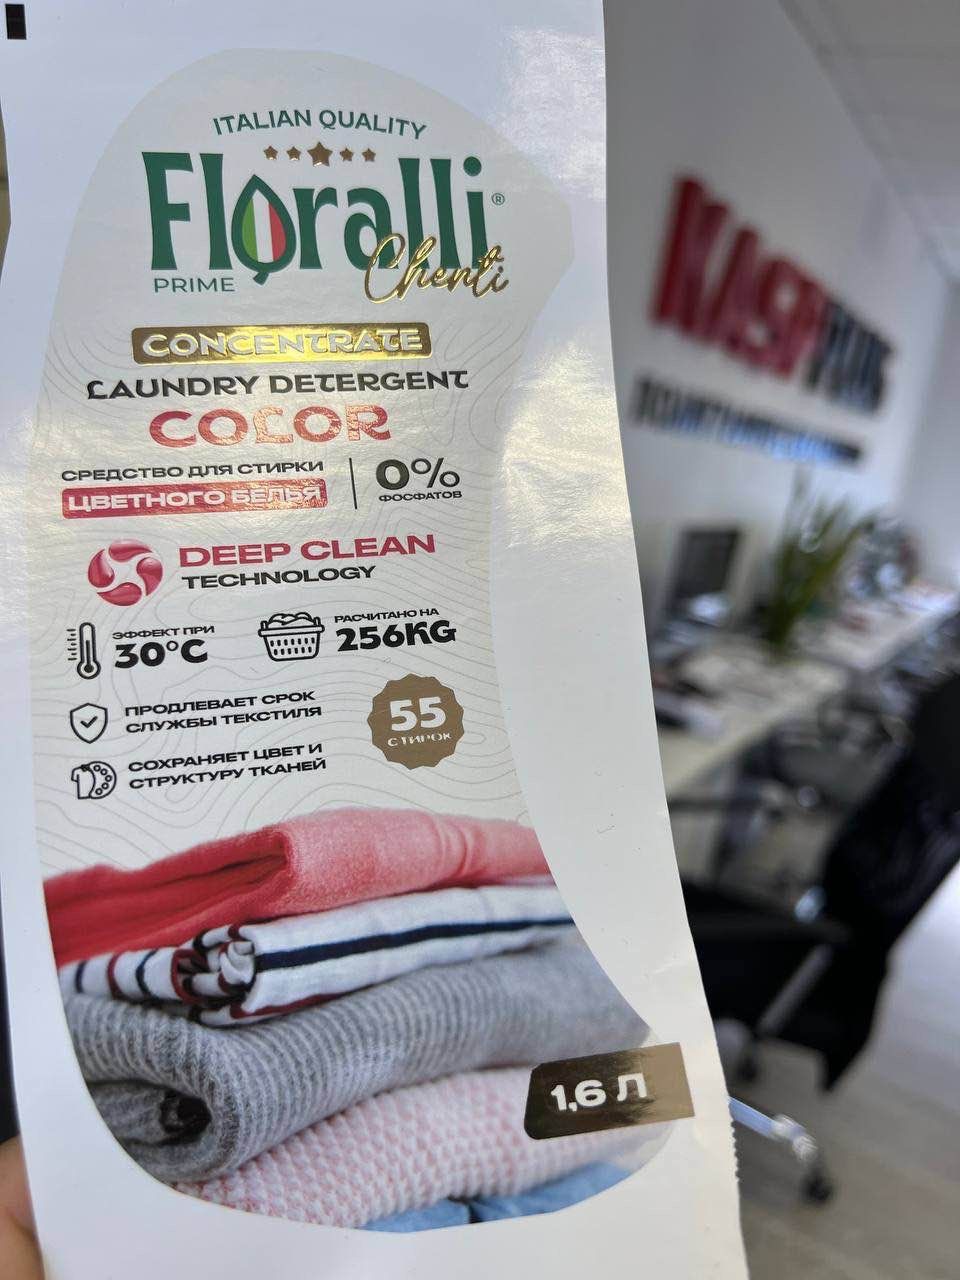 ITALIAN QUALITY
Floralli®
PRIME
Chenti
CONCENTRATE
LAUNDRY DETERGENT
COLOR
СРЕДСТВО ДЛЯ СТИРКИ
ЦВЕТНОГО БЕЛЬЯ
0%
ФОСФАТОВ
DEEP CLEAN
TECHNOLOGY
ЭФФЕКТ ПРИ
30°C
РАСЧИТАНО НА
256KG
ПРОДЛЕВАЕТ СРОК
СЛУЖБЫ ТЕКСТИЛЯ
55
СТИРОК
СОХРАНЯЕТ ЦВЕТ И
СТРУКТУРУ ТКАНЕЙ
1,6 Л
KASPIPLUS